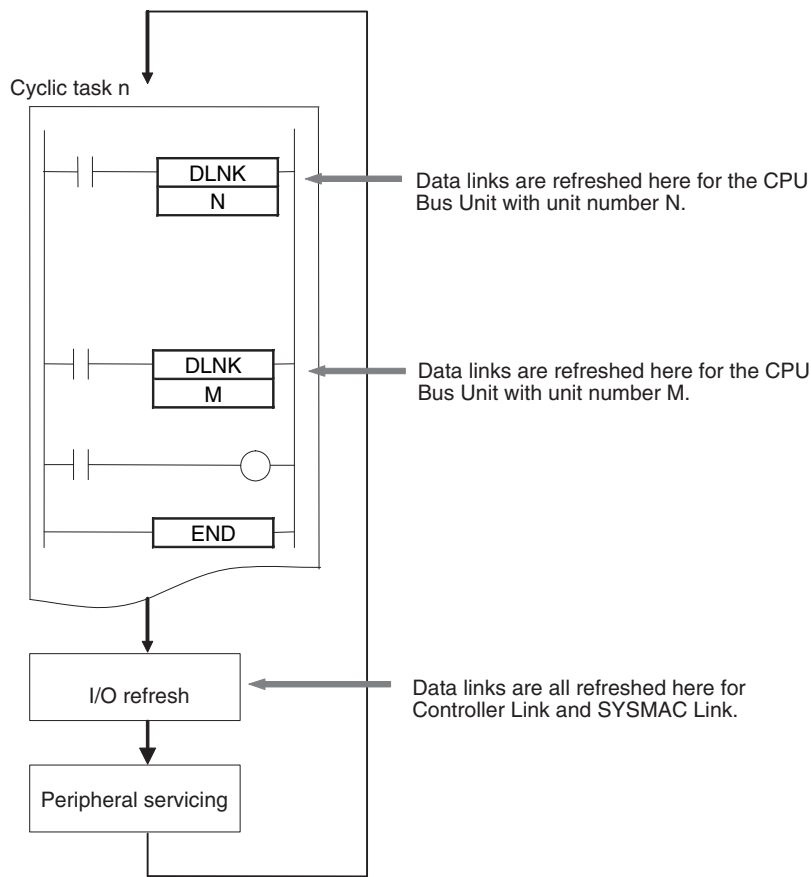 Cyclic task n
DLNK
N
Data links are refreshed here for the CPU
Bus Unit with unit number N.
DLNK
M
Data links are refreshed here for the CPU
Bus Unit with unit number M.
END
I/O refresh
Data links are all refreshed here for
Controller Link and SYSMAC Link.
Peripheral servicing